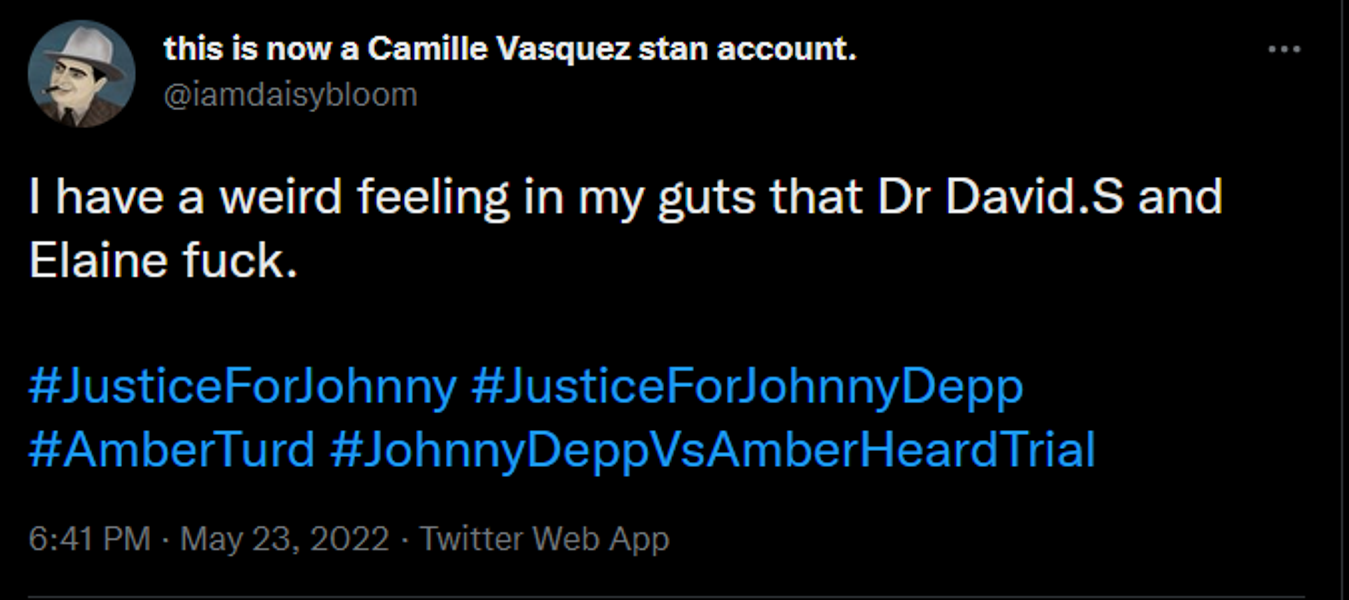 this is now a Camille Vasquez stan account.
@iamdaisybloom
I have a weird feeling in my guts that Dr David.S and
Elaine fuck.
#JusticeForJohnny #JusticeForJohnnyDepp
#AmberTurd #JohnnyDeppVsAmberHeardTrial
6:41 PM · May 23, 2022 · Twitter Web App